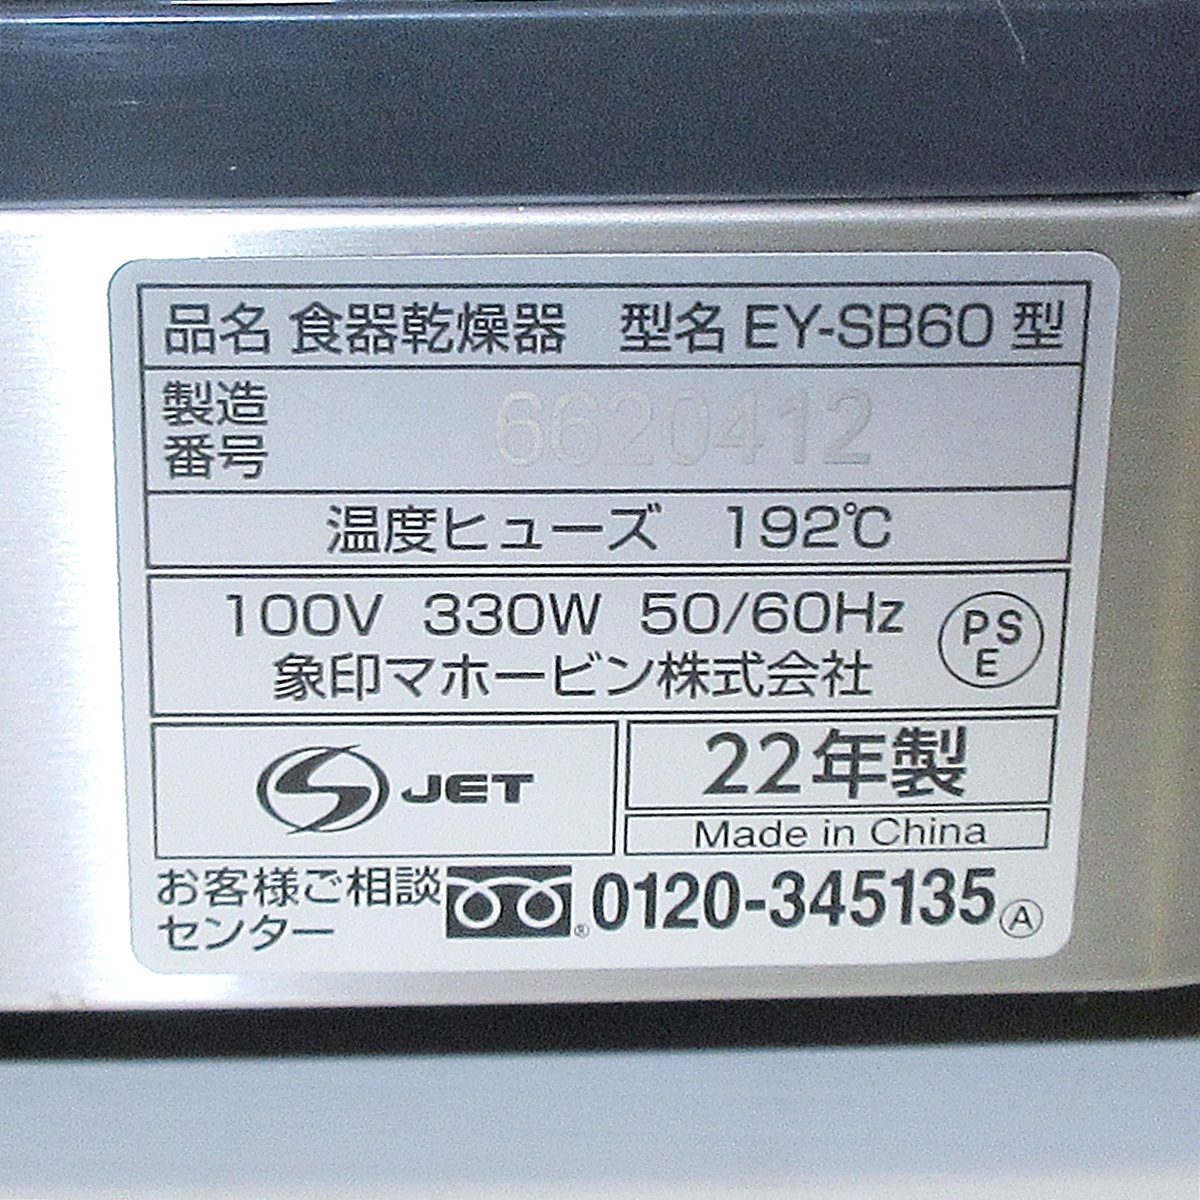 品名 食器乾燥器 型名 EY-SB60 型
製造番号 6620412
温度ヒューズ 192℃
100V 330W 50/60Hz
象印マホービン株式会社
PS
E
JET
22年製
Made in China
お客様ご相談
センター
0120-345135 Ⓐ